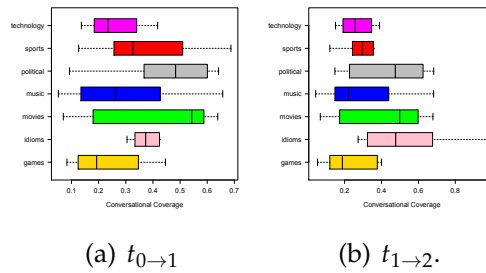 technology
sports
political
music
movies
idioms
games
0.1 0.2 0.3 0.4 0.5 0.6 0.7
Conversational Coverage
(a) t0→1
technology
sports
political
music
movies
idioms
games
0.2 0.4 0.6 0.8
Conversational Coverage
(b) t1→2.